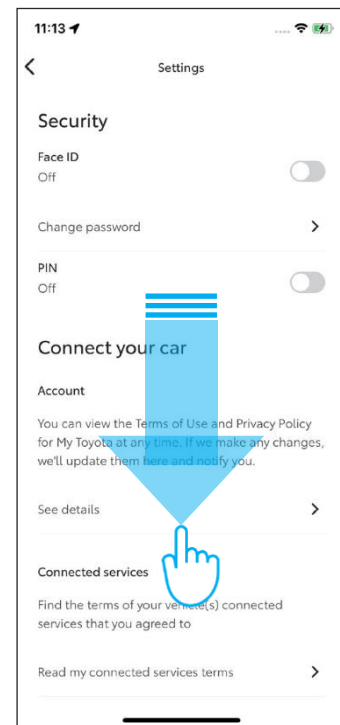 11:13
Settings
Security
Face ID
Off
Change password
PIN
Off
Connect your car
Account
You can view the Terms of Use and Privacy Policy
for My Toyota at any time. If we make any changes,
we'll update them here and notify you.
See details
Connected services
Find the terms of your vehicle(s) connected
services that you agreed to
Read my connected services terms